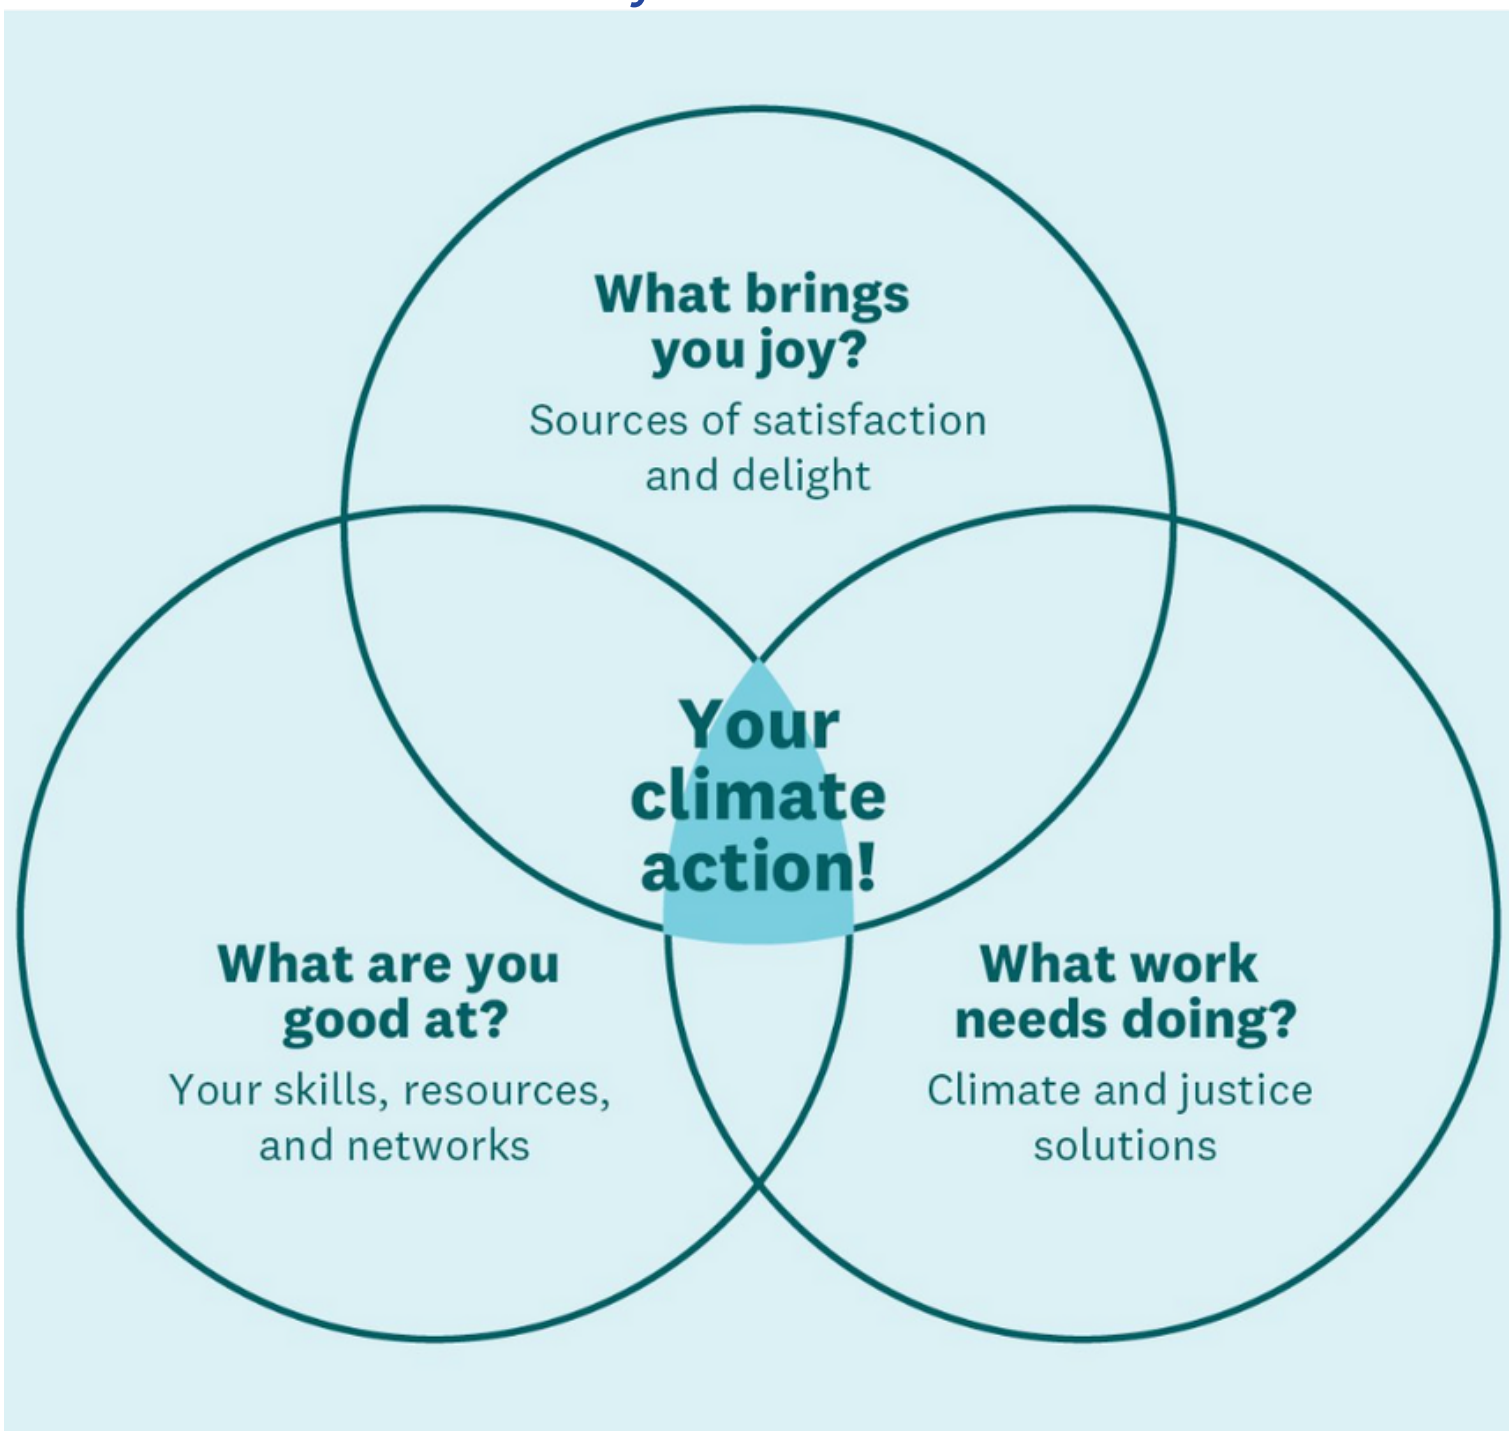 What brings
you joy?
Sources of satisfaction
and delight
Your
climate
action!
What are you
good at?
Your skills, resources,
and networks
What work
needs doing?
Climate and justice
solutions